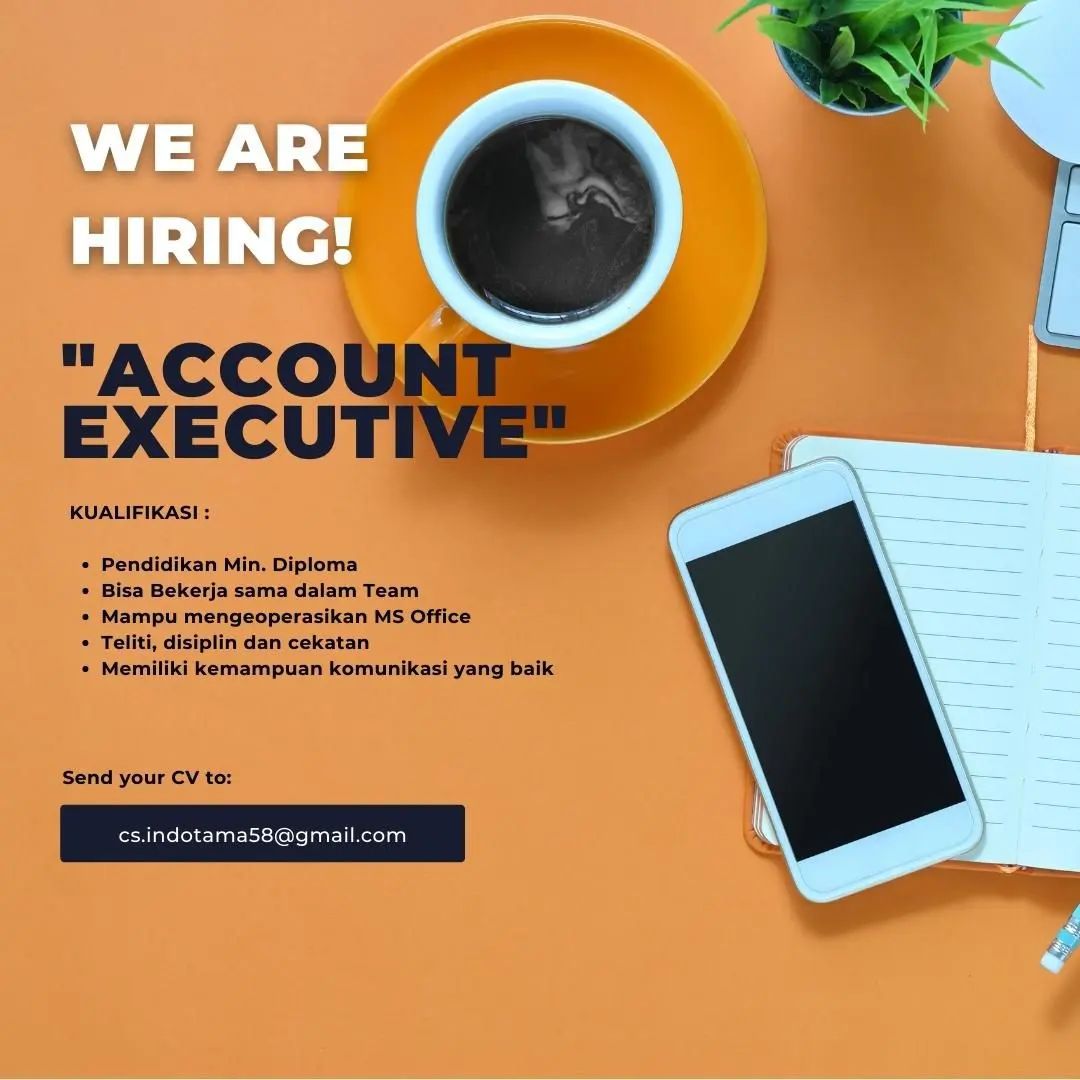 WE ARE
HIRING!
"ACCOUNT
EXECUTIVE"
KUALIFIKASI :
• Pendidikan Min. Diploma
• Bisa Bekerja sama dalam Team
• Mampu mengeoperasikan MS Office
• Teliti, disiplin dan cekatan
• Memiliki kemampuan komunikasi yang baik
Send your CV to:
cs.indotama58@gmail.com